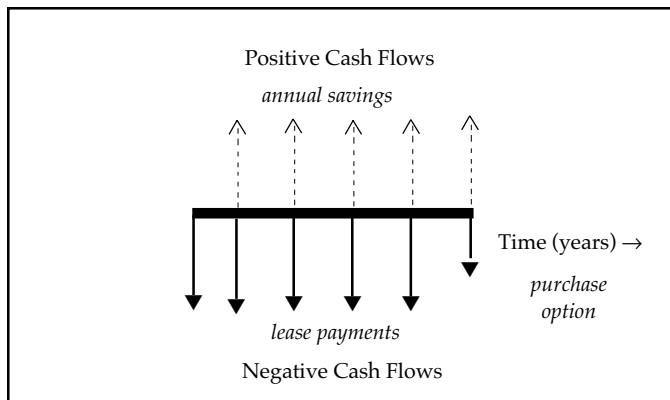 Positive Cash Flows
annual savings
Time (years) →
purchase
option
lease payments
Negative Cash Flows